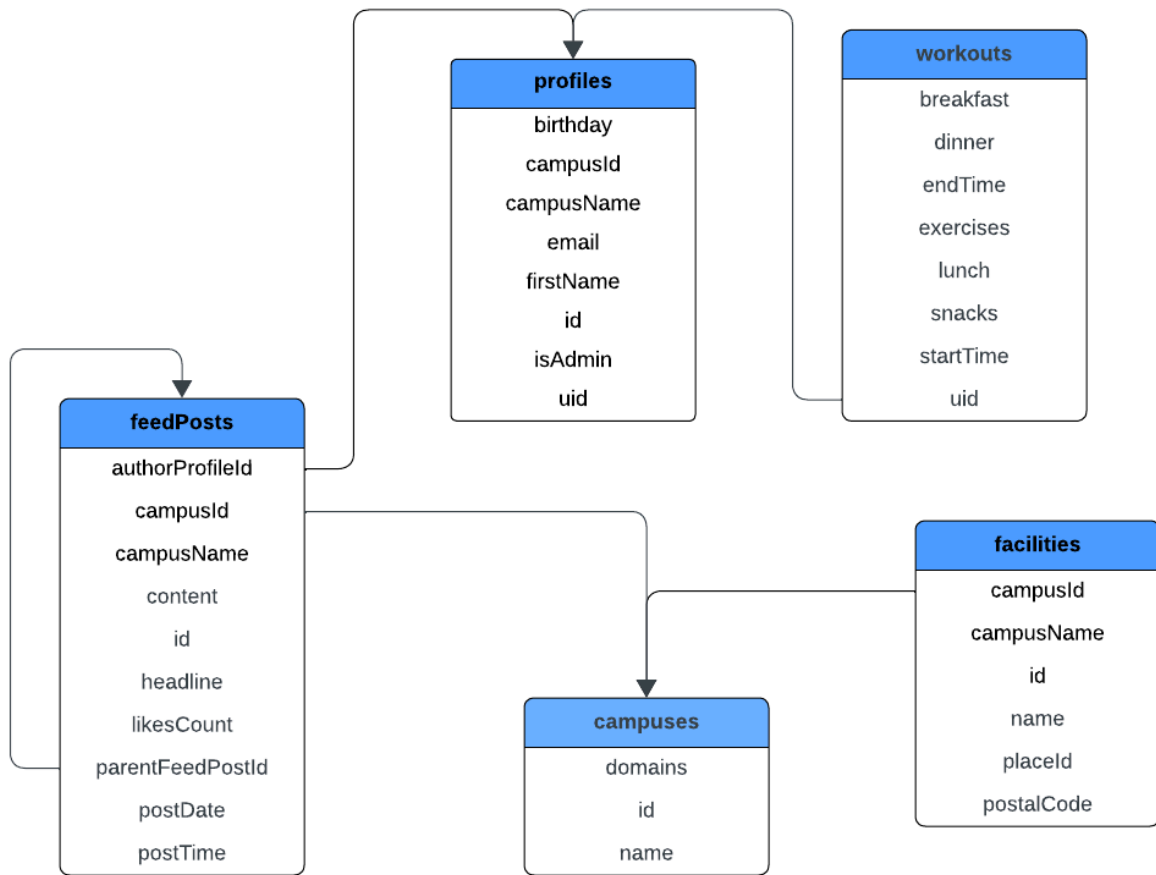 profiles
birthday
campusId
campusName
email
firstName
id
isAdmin
uid
workouts
breakfast
dinner
endTime
exercises
lunch
snacks
startTime
uid
feedPosts
authorProfileId
campusId
campusName
content
id
headline
likesCount
parentFeedPostId
postDate
postTime
campuses
domains
id
name
facilities
campusId
campusName
id
name
placeId
postalCode